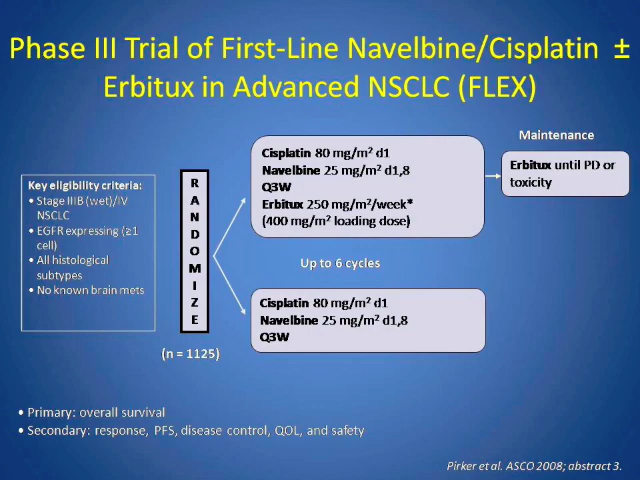 Phase III Trial of First-Line Navelbine/Cisplatin ±
Erbitux in Advanced NSCLC (FLEX)
Key eligibility criteria:
• Stage IIIB (wet)/IV
NSCLC
• EGFR expressing (≥1
cell)
• All histological
subtypes
• No known brain mets
R
A
N
D
O
M
I
Z
E
(n = 1125)
Cisplatin 80 mg/m² d1
Navelbine 25 mg/m² d1,8
Q3W
Erbitux 250 mg/m²/week*
(400 mg/m² loading dose)
Maintenance
Erbitux until PD or
toxicity
Up to 6 cycles
Cisplatin 80 mg/m² d1
Navelbine 25 mg/m² d1,8
Q3W
• Primary: overall survival
• Secondary: response, PFS, disease control, QOL, and safety
Pirker et al. ASCO 2008; abstract 3.